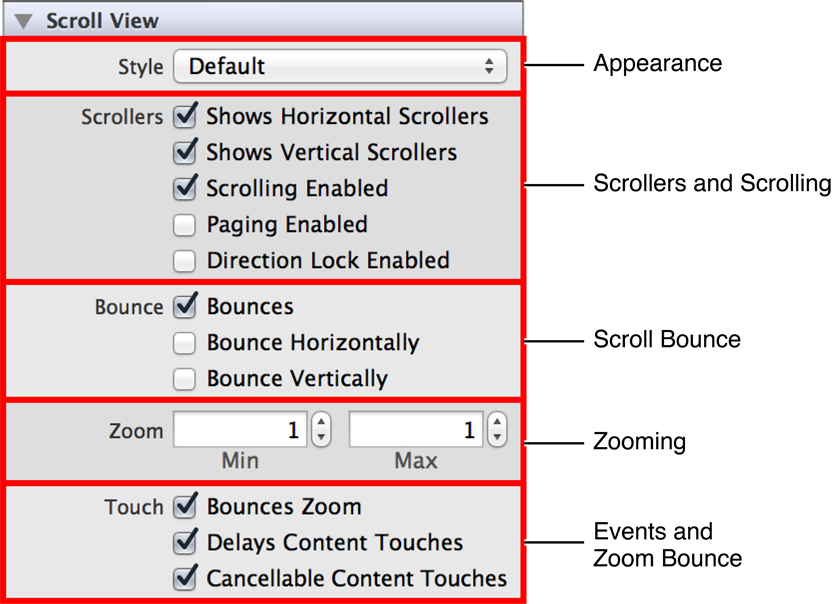 Scroll View
Style Default
Appearance
Scrollers Shows Horizontal Scrollers
Shows Vertical Scrollers
Scrolling Enabled
Paging Enabled
Direction Lock Enabled
Scrollers and Scrolling
Bounce Bounces
Bounce Horizontally
Bounce Vertically
Scroll Bounce
Zoom 1 1
Min Max
Zooming
Touch Bounces Zoom
Delays Content Touches
Cancellable Content Touches
Events and
Zoom Bounce